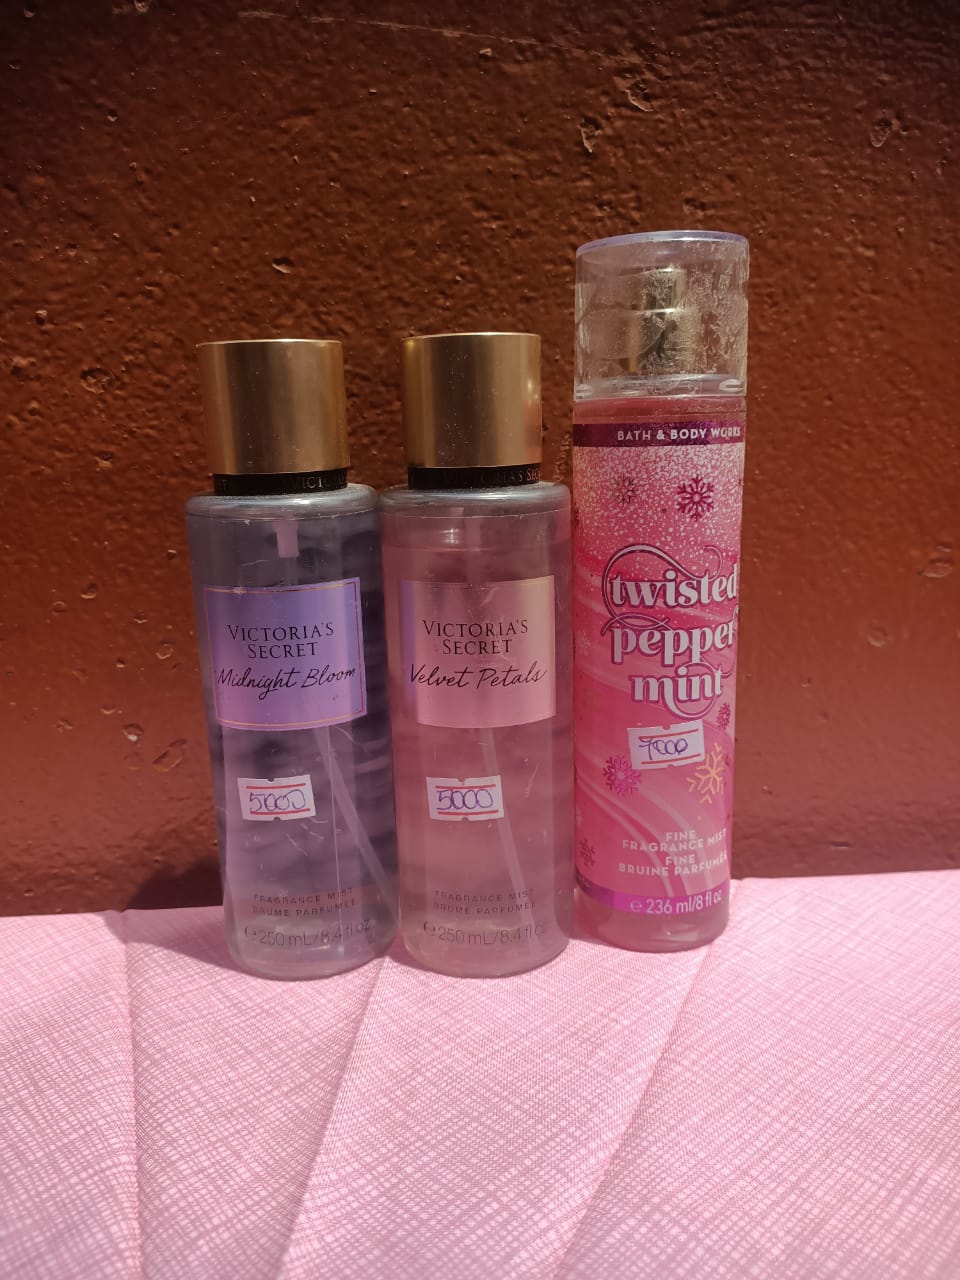 VICTORIA'S
SECRET
Midnight Bloom
5000
FRAGRANCE MIST
BRUME PARFUMÉE
℮ 250 mL/8.4 fl oz
VICTORIA'S
SECRET
Velvet Petals
5000
FRAGRANCE MIST
BRUME PARFUMÉE
℮ 250 mL/8.4 fl oz
BATH & BODY WORKS
twisted
pepper
mint
7000
FINE
FRAGRANCE MIST
FINE
BRUINE PARFUMÉE
℮ 236 ml/8 fl oz